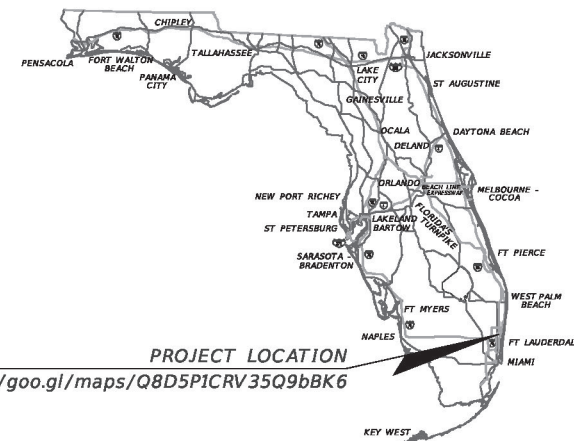 CHIPLEY
PENSACOLA
FORT WALTON
BEACH
PANAMA
CITY
TALLAHASSEE
LAKE
CITY
JACKSONVILLE
ST AUGUSTINE
GAINESVILLE
OCALA
DELAND
DAYTONA BEACH
ORLANDO
BEACH LINE
EXPRESSWAY
MELBOURNE -
COCOA
NEW PORT RICHEY
TAMPA
ST PETERSBURG
LAKELAND
BARTOW
FLORIDA'S
TURNPIKE
SARASOTA -
BRADENTON
FT PIERCE
WEST PALM
BEACH
FT MYERS
NAPLES
FT LAUDERDAL
MIAMI
PROJECT LOCATION
/goo.gl/maps/Q8D5P1CRV35Q9bBK6
KEY WEST